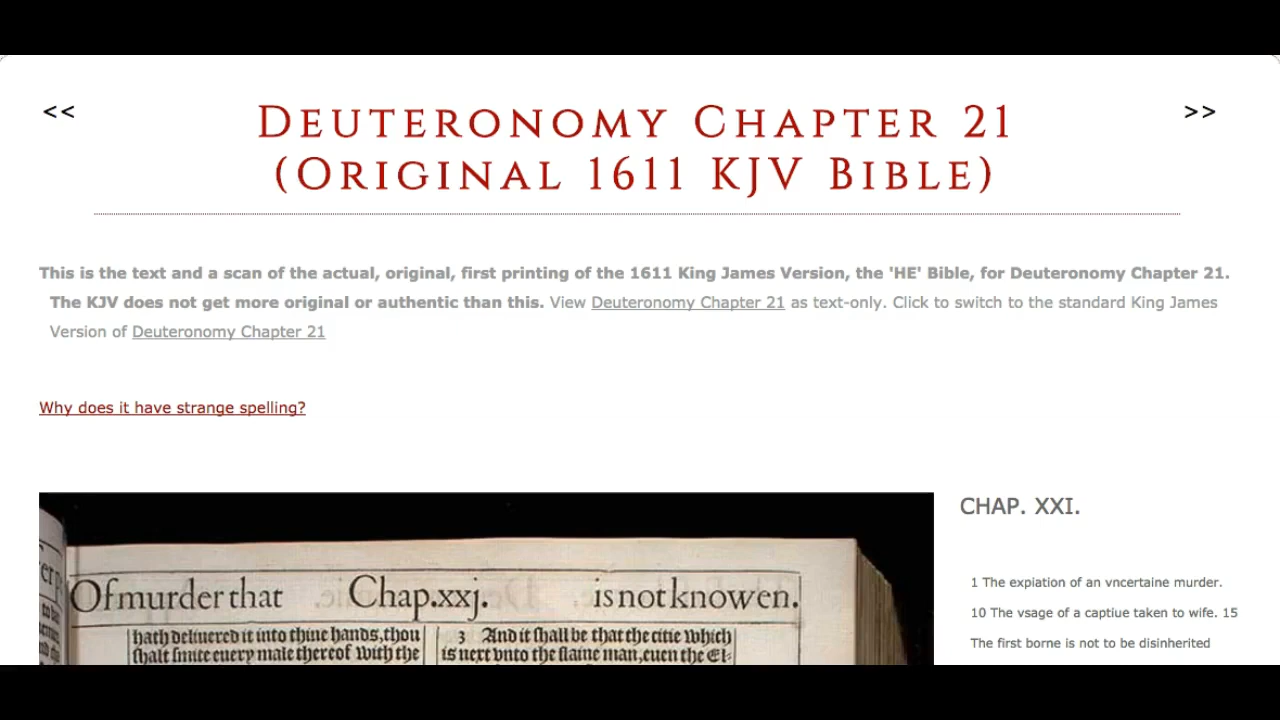 <<
DEUTERONOMY CHAPTER 21
(ORIGINAL 1611 KJV BIBLE)
>>
This is the text and a scan of the actual, original, first printing of the 1611 King James Version, the 'HE' Bible, for Deuteronomy Chapter 21.
The KJV does not get more original or authentic than this. View Deuteronomy Chapter 21 as text-only. Click to switch to the standard King James
Version of Deuteronomy Chapter 21
Why does it have strange spelling?
Of murder that Chap.xxj. is not knowen.
hath deliuered it into thine hands, thou
shalt smite euery male thereof with the
3 And it shall be that the citie which
is next vnto the slaine man, euen the El-
CHAP. XXI.
1 The expiation of an vncertaine murder.
10 The vsage of a captiue taken to wife. 15
The first borne is not to be disinherited